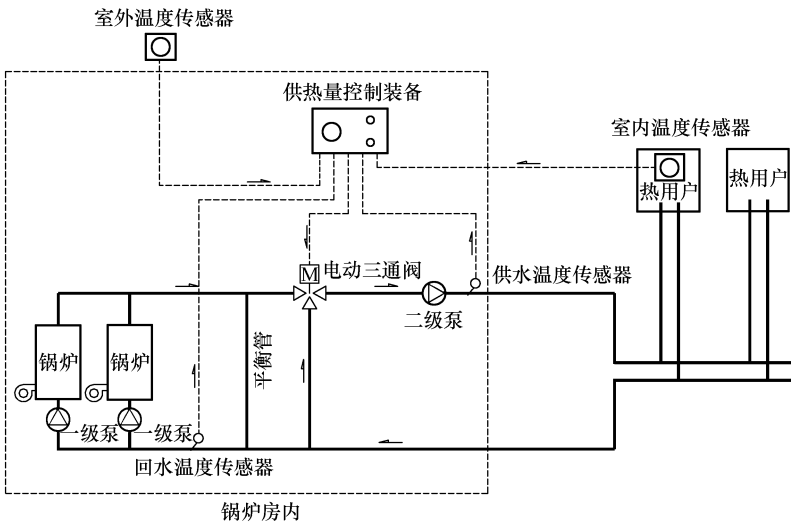 室外温度传感器
供热量控制装备
室内温度传感器
热用户
热用户
M
电动三通阀
供水温度传感器
二级泵
平衡管
锅炉
锅炉
一级泵
一级泵
回水温度传感器
锅炉房内